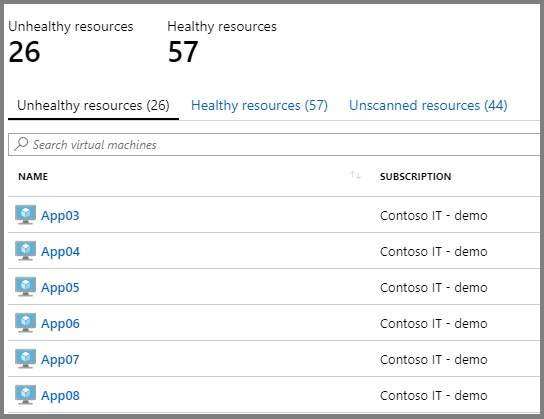 Unhealthy resources Healthy resources
26 57
Unhealthy resources (26) Healthy resources (57) Unscanned resources (44)
Search virtual machines
NAME ↑↓ SUBSCRIPTION
App03 Contoso IT - demo
App04 Contoso IT - demo
App05 Contoso IT - demo
App06 Contoso IT - demo
App07 Contoso IT - demo
App08 Contoso IT - demo